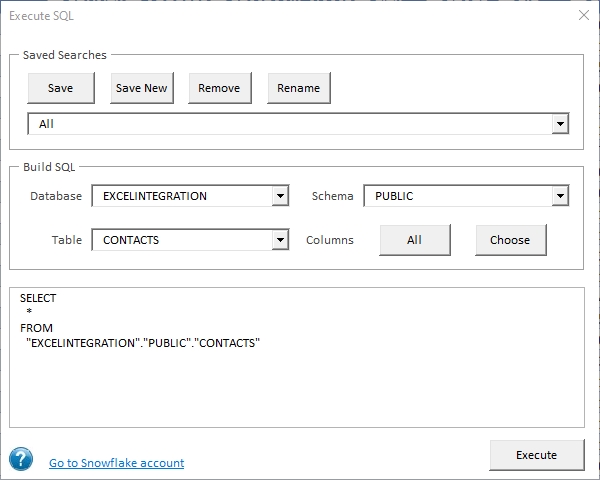 Execute SQL
Saved Searches
Save Save New Remove Rename
All
Build SQL
Database EXCELINTEGRATION Schema PUBLIC
Table CONTACTS Columns All Choose
SELECT
*
FROM
"EXCELINTEGRATION"."PUBLIC"."CONTACTS"
? Go to Snowflake account Execute